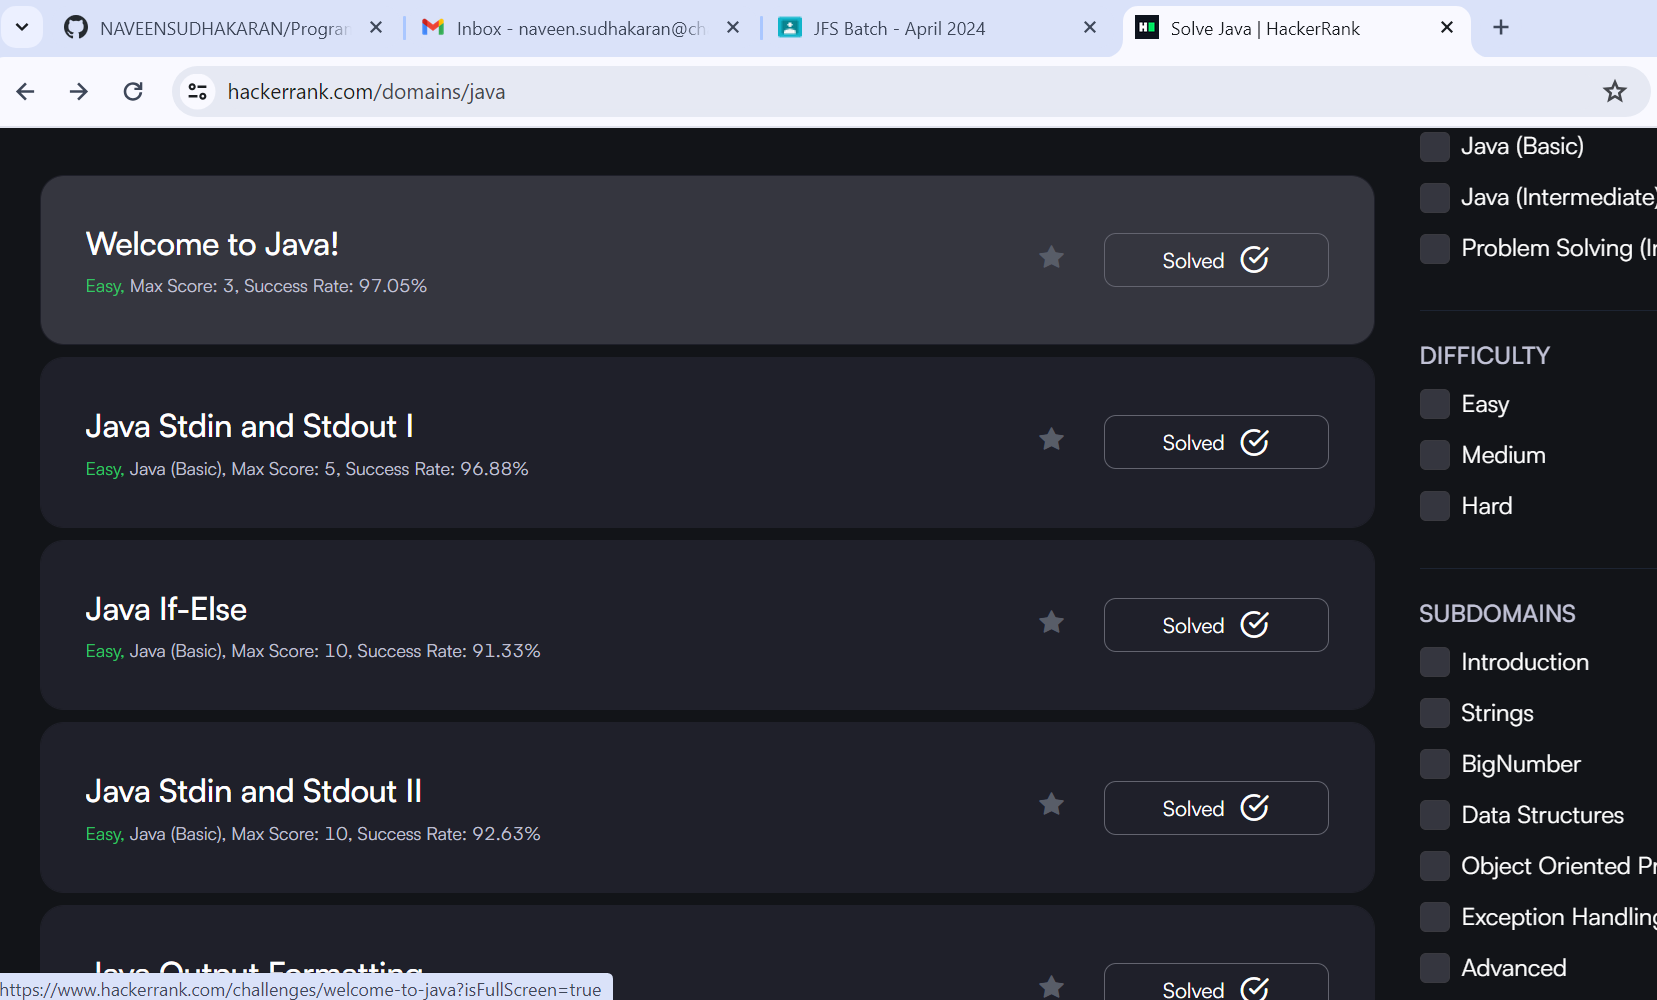 NAVEENSUDHAKARAN/Program
Inbox - naveen.sudhakaran@ch
JFS Batch - April 2024
Solve Java | HackerRank
hackerrank.com/domains/java
Welcome to Java!
Easy, Max Score: 3, Success Rate: 97.05%
Solved
Java Stdin and Stdout I
Easy, Java (Basic), Max Score: 5, Success Rate: 96.88%
Solved
Java If-Else
Easy, Java (Basic), Max Score: 10, Success Rate: 91.33%
Solved
Java Stdin and Stdout II
Easy, Java (Basic), Max Score: 10, Success Rate: 92.63%
Solved
Java Output Formatting
Solved
Java (Basic)
Java (Intermediate)
Problem Solving (I
DIFFICULTY
Easy
Medium
Hard
SUBDOMAINS
Introduction
Strings
BigNumber
Data Structures
Object Oriented Pr
Exception Handling
Advanced
https://www.hackerrank.com/challenges/welcome-to-java?isFullScreen=true